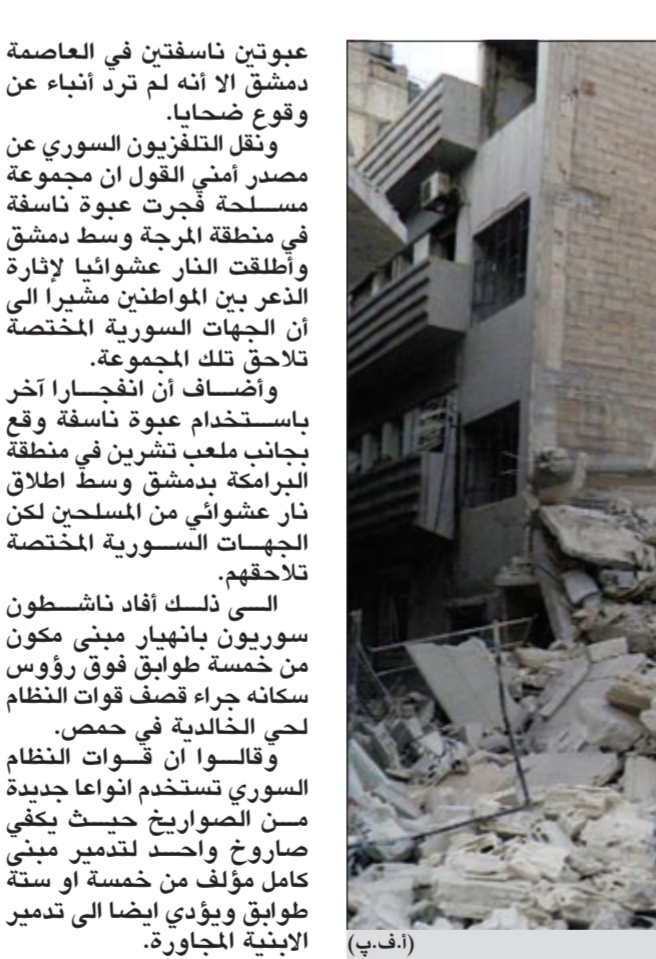 عبوتين ناسفتين في العاصمة
دمشق الا أنه لم ترد أنباء عن
وقوع ضحايا.
ونقل التلفزيون السوري عن
مصدر أمني القول ان مجموعة
مسلحة فجرت عبوة ناسفة
في منطقة المرجة وسط دمشق
وأطلقت النار عشوائيا لإثارة
الذعر بين المواطنين مشيرا الى
أن الجهات السورية المختصة
تلاحق تلك المجموعة.
وأضاف أن انفجارا آخر
باستخدام عبوة ناسفة وقع
بجانب ملعب تشرين في منطقة
البرامكة بدمشق وسط اطلاق
نار عشوائي من المسلحين لكن
الجهات السورية المختصة
تلاحقهم.
الى ذلك أفاد ناشطون
سوريون بانهيار مبنى مكون
من خمسة طوابق فوق رؤوس
سكانه جراء قصف قوات النظام
لحي الخالدية في حمص.
وقالوا ان قوات النظام
السوري تستخدم انواعا جديدة
من الصواريخ حيث يكفي
صاروخ واحد لتدمير مبنى
كامل مؤلف من خمسة او ستة
طوابق ويؤدي ايضا الى تدمير
الابنية المجاورة.
(أ.ف.پ)